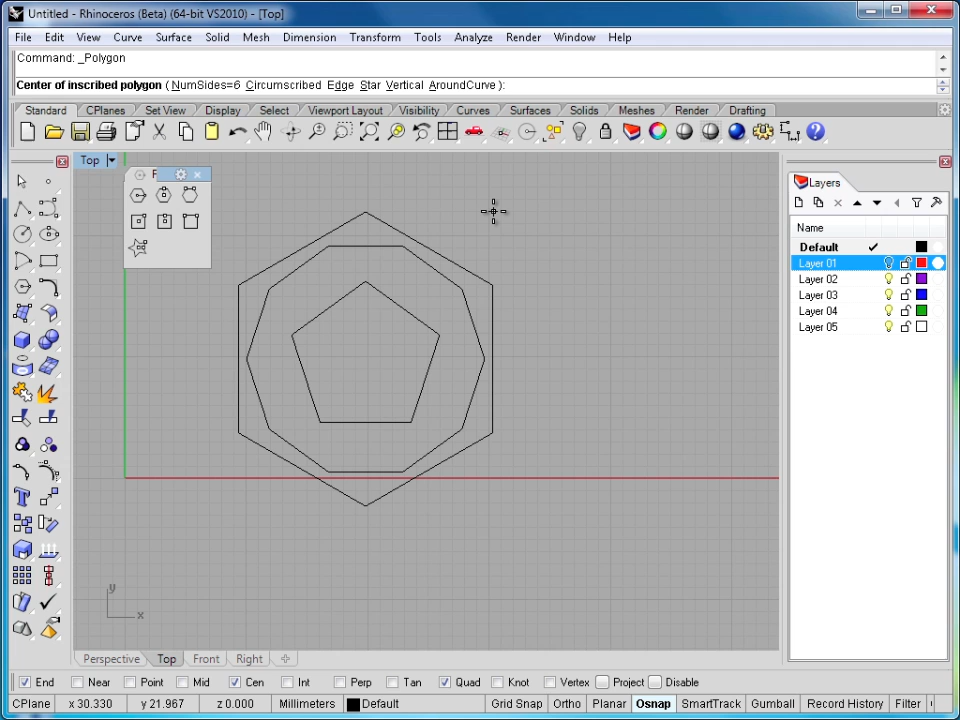 Untitled - Rhinoceros (Beta) (64-bit VS2010) - [Top]
File Edit View Curve Surface Solid Mesh Dimension Transform Tools Analyze Render Window Help
Command: _Polygon
Center of inscribed polygon ( NumSides=6 Circumscribed Edge Star Vertical AroundCurve ):
Standard CPlanes Set View Display Select Viewport Layout Visibility Curves Surfaces Solids Meshes Render Drafting
Top
Layers
Name
Default
Layer 01
Layer 02
Layer 03
Layer 04
Layer 05
y
x
Perspective Top Front Right
End Near Point Mid Cen Int Perp Tan Quad Knot Vertex Project Disable
CPlane x 30.330 y 21.967 z 0.000 Millimeters Default Grid Snap Ortho Planar Osnap SmartTrack Gumball Record History Filter